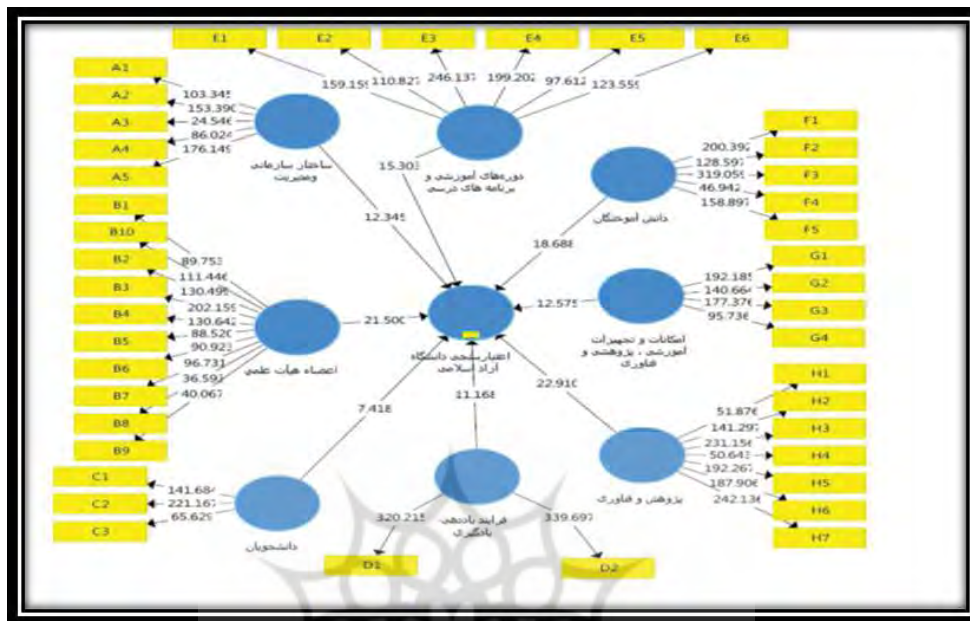 E1 E2 E3 E4 E5 E6
159.159 110.827 246.137 199.202 97.612 123.559
A1
A2
A3
A4
A5
103.345
153.390
24.546
86.024
176.149
ساختار سازمانی
ومدیریت
12.345
دوره‌های آموزشی و
برنامه های درسی
15.303
F1
F2
F3
F4
F5
200.392
128.597
319.059
46.942
158.897
دانش آموختگان
18.688
B1
B10
B2
B3
B4
B5
B6
B7
B8
B9
89.753
111.446
130.499
202.159
130.642
88.520
90.923
96.731
36.592
40.067
اعضاء هیأت علمی
21.500
اعتبارسنجی دانشگاه
آزاد اسلامی
G1
G2
G3
G4
192.185
140.664
177.376
95.736
امکانات و تجهیزات
آموزشی ، پژوهشی و
فناوری
12.575
H1
H2
H3
H4
H5
H6
H7
51.876
141.297
231.156
50.643
192.267
187.906
242.136
پژوهش و فناوری
22.910
C1
C2
C3
141.684
221.167
65.629
دانشجویان
7.418
11.168
فرایند یاددهی
یادگیری
320.215 339.697
D1 D2